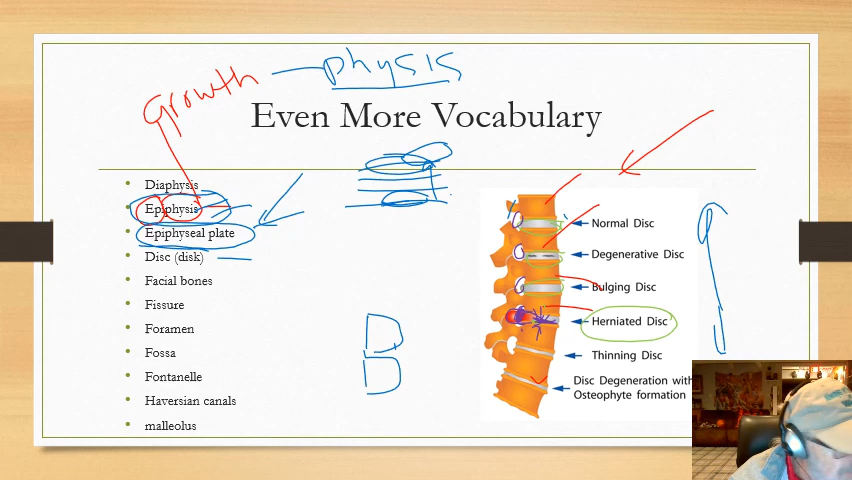 growth physis
Even More Vocabulary
Diaphysis
Epiphysis
Epiphyseal plate
Disc (disk)
Facial bones
Fissure
Foramen
Fossa
Fontanelle
Haversian canals
malleolus
Normal Disc
Degenerative Disc
Bulging Disc
Herniated Disc
Thinning Disc
Disc Degeneration with
Osteophyte formation
D
D